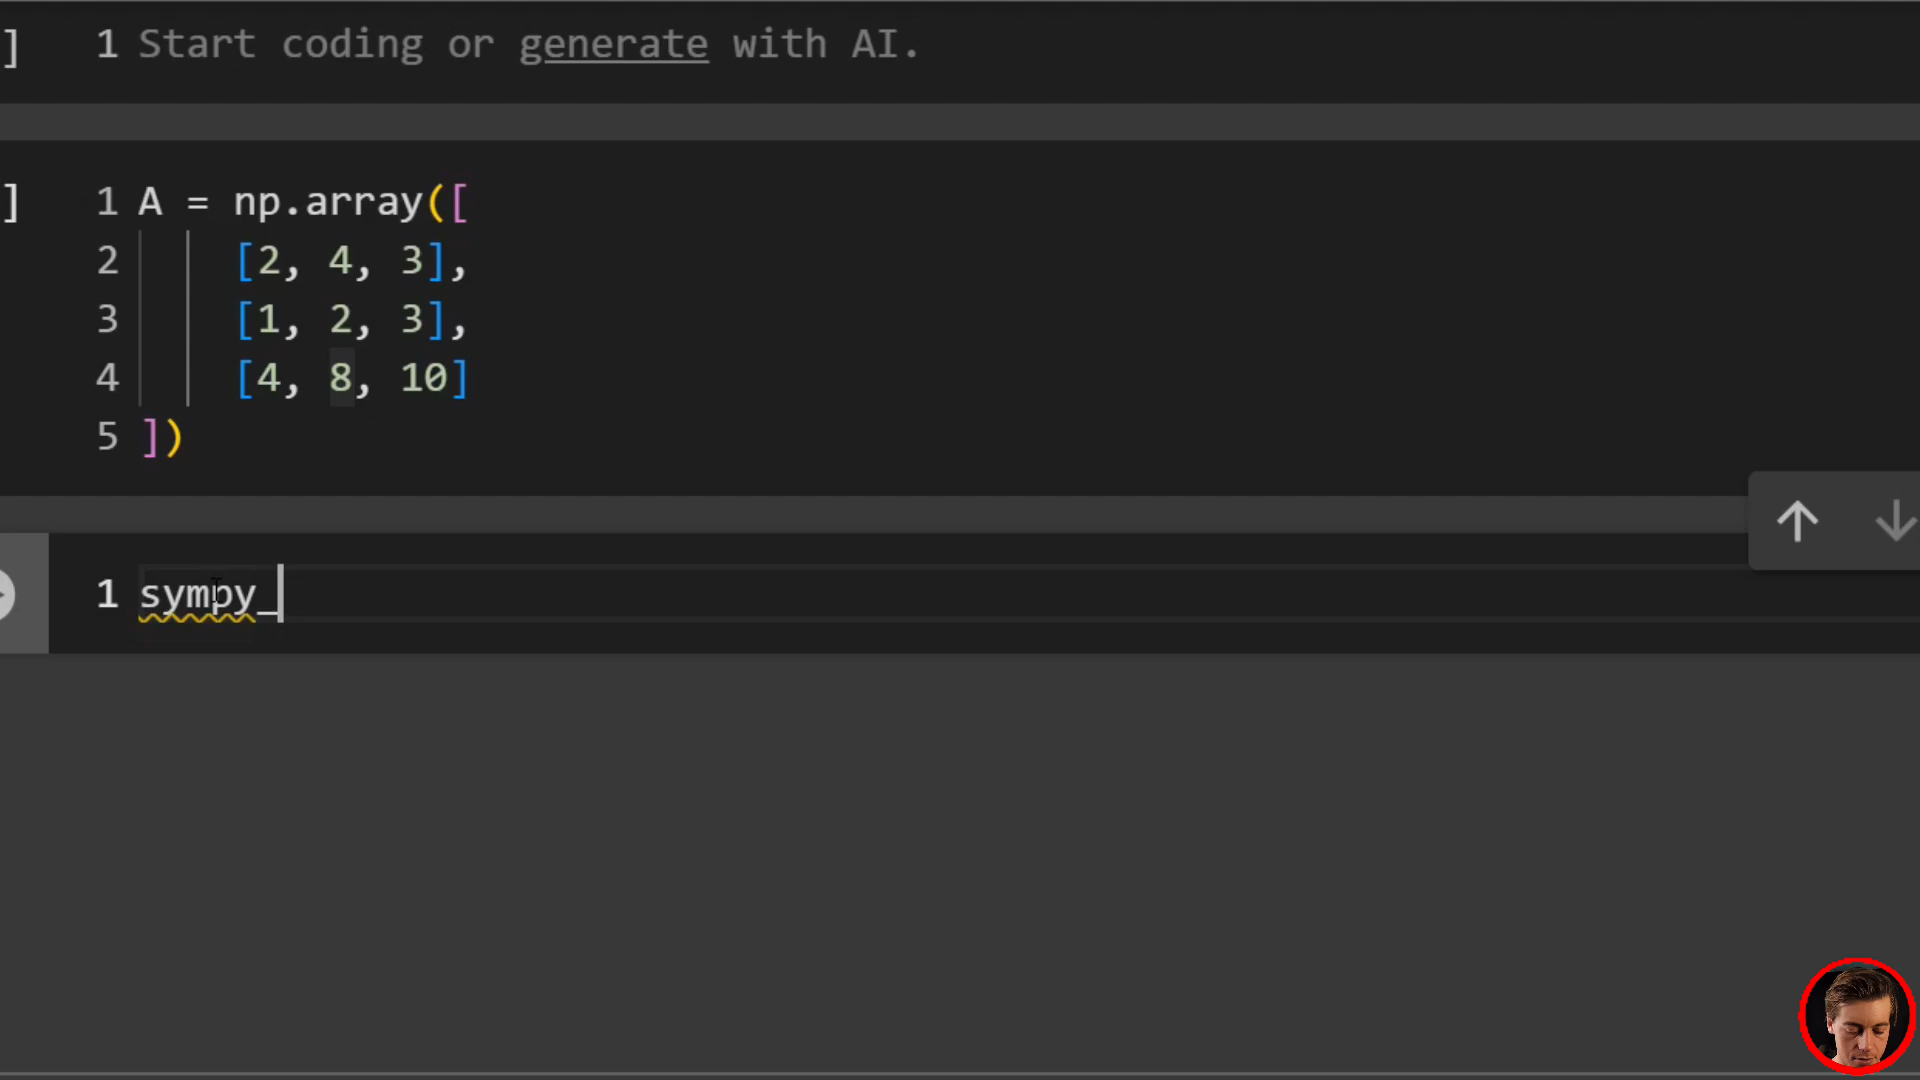 ] 1 Start coding or generate with AI.
] 1 A = np.array([
2 [2, 4, 3],
3 [1, 2, 3],
4 [4, 8, 10]
5 ])
1 sympy_